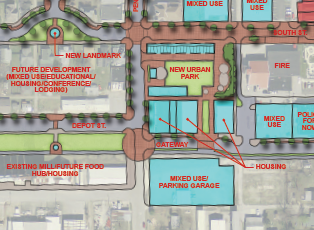 MIXED USE
MIXED
USE
SOUTH ST.
NEW LANDMARK
FUTURE DEVELOPMENT
(MIXED USE/EDUCATIONAL/
HOUSING/CONFERENCE/
LODGING)
NEW URBAN
PARK
FIRE
DEPOT ST.
MIXED
USE
GATEWAY
EXISTING MILL/FUTURE FOOD
HUB/HOUSING
HOUSING
MIXED USE/
PARKING GARAGE